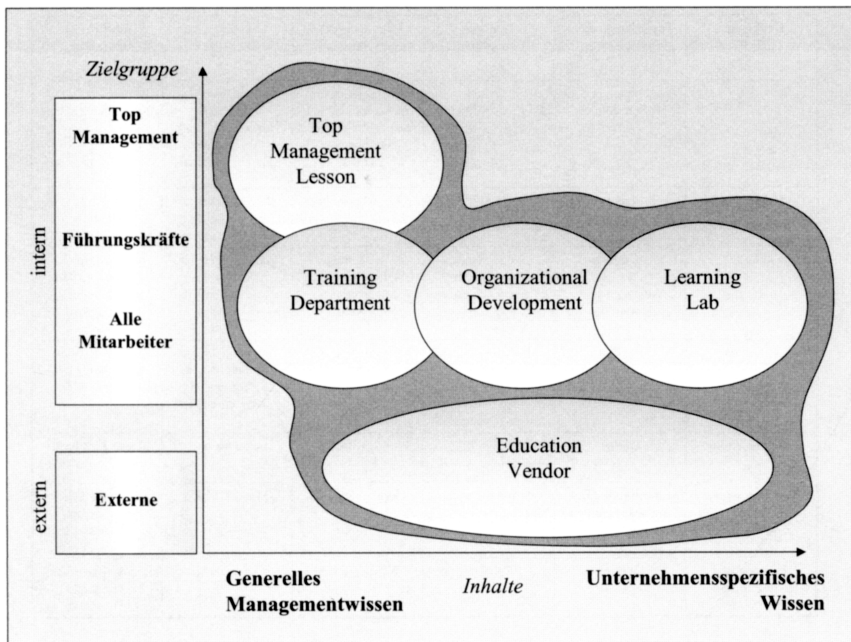 Zielgruppe
Top
Management
Führungskräfte
Alle
Mitarbeiter
intern
Externe
extern
Top
Management
Lesson
Training
Department
Organizational
Development
Learning
Lab
Education
Vendor
Generelles
Managementwissen
Inhalte
Unternehmensspezifisches
Wissen